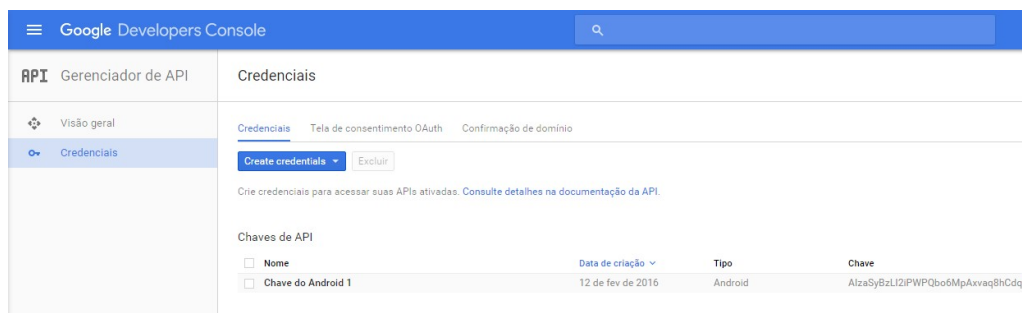 Google Developers Console
API Gerenciador de API
Credenciais
Visão geral
Credenciais
Credenciais Tela de consentimento OAuth Confirmação de domínio
Create credentials Excluir
Crie credenciais para acessar suas APIs ativadas. Consulte detalhes na documentação da API.
Chaves de API
Nome Data de criação Tipo Chave
Chave do Android 1 12 de fev de 2016 Android AIzaSyBzLI2iPWPQbo6MpAxvaq8hCdq